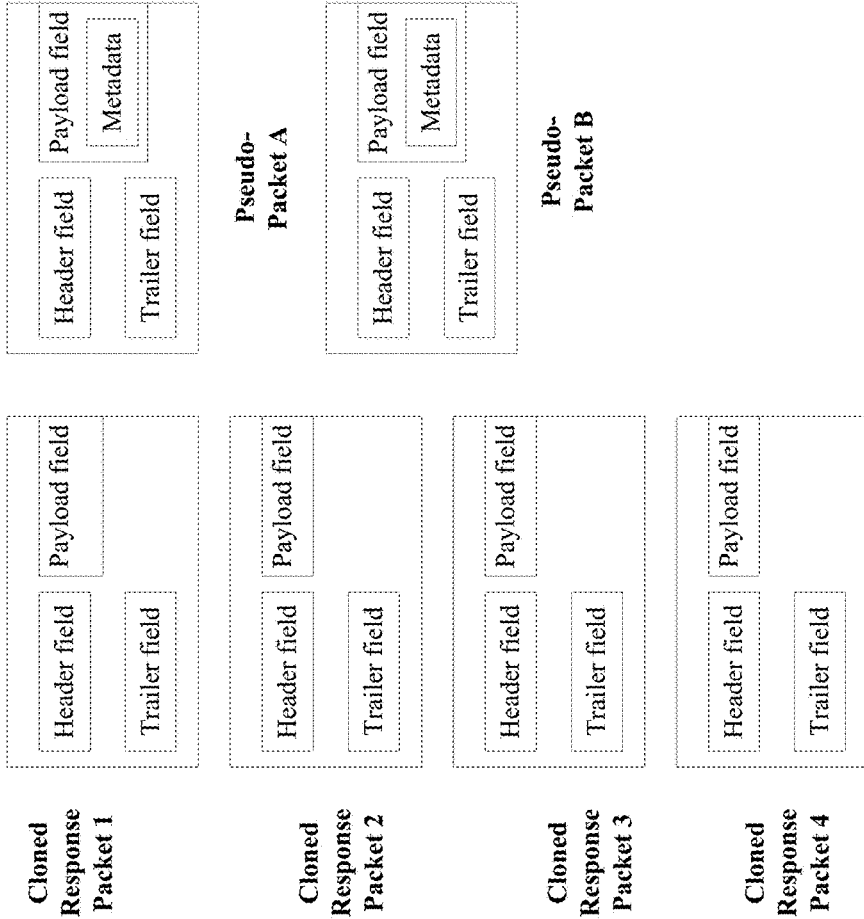 Cloned
Response
Packet 1
Header field
Payload field
Trailer field
Cloned
Response
Packet 2
Header field
Payload field
Trailer field
Cloned
Response
Packet 3
Header field
Payload field
Trailer field
Cloned
Response
Packet 4
Header field
Payload field
Trailer field
Header field
Payload field
Metadata
Trailer field
Pseudo-
Packet A
Header field
Payload field
Metadata
Trailer field
Pseudo-
Packet B